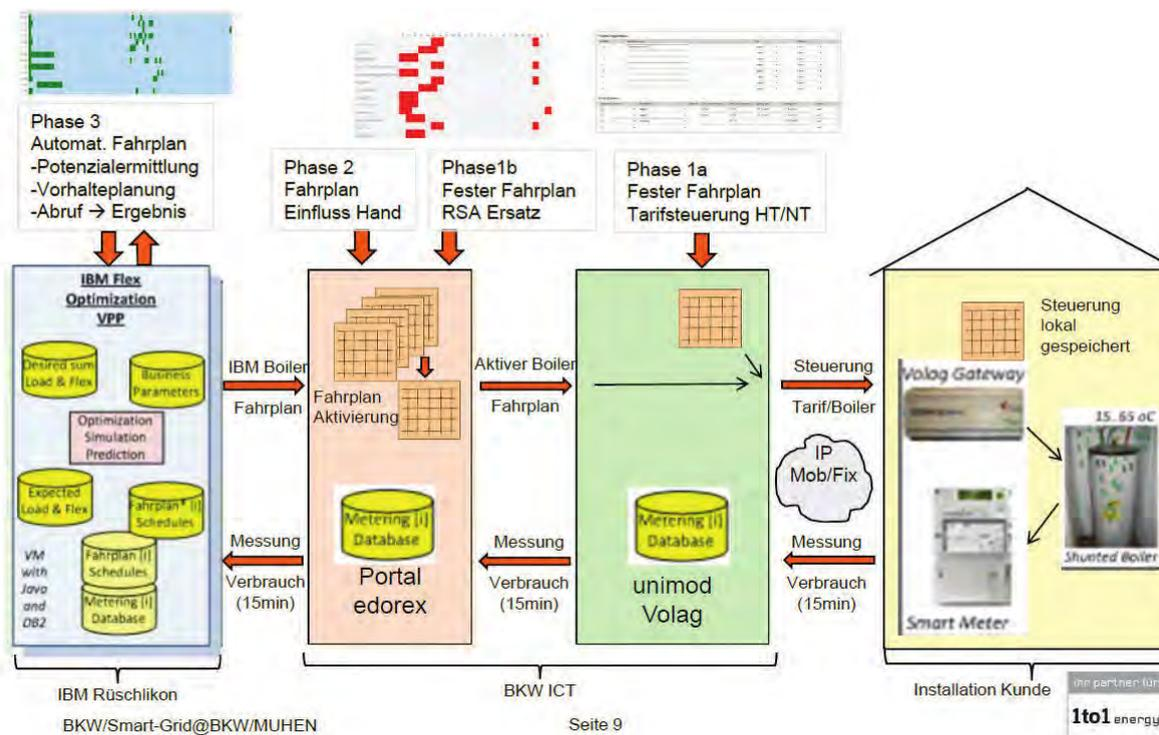 Phase 3
Automat. Fahrplan
-Potenzialermittlung
-Vorhalteplanung
-Abruf → Ergebnis
Phase 2
Fahrplan
Einfluss Hand
Phase1b
Fester Fahrplan
RSA Ersatz
Phase 1a
Fester Fahrplan
Tarifsteuerung HT/NT
IBM Flex
Optimization
VPP
Desired sum
Load & Flex
Business
Parameters
Optimization
Simulation
Prediction
Expected
Load & Flex
Fahrplan* [i]
Schedules
Fahrplan [i]
Schedules
Metering [i]
Database
VM
with
Java
and
DB2
IBM Boiler
Fahrplan
Messung
Verbrauch
(15min)
Fahrplan
Aktivierung
Metering [i]
Database
Portal
edorex
Aktiver Boiler
Fahrplan
Messung
Verbrauch
(15min)
Metering [i]
Database
unimod
Volag
Steuerung
Tarif/Boiler
IP
Mob/Fix
Messung
Verbrauch
(15min)
Steuerung
lokal
gespeichert
Volag Gateway
15..65 oC
Shunted Boiler
Smart Meter
IBM Rüschlikon
BKW ICT
Installation Kunde
BKW/Smart-Grid@BKW/MUHEN
Seite 9
ihr partner für
1to1 energy